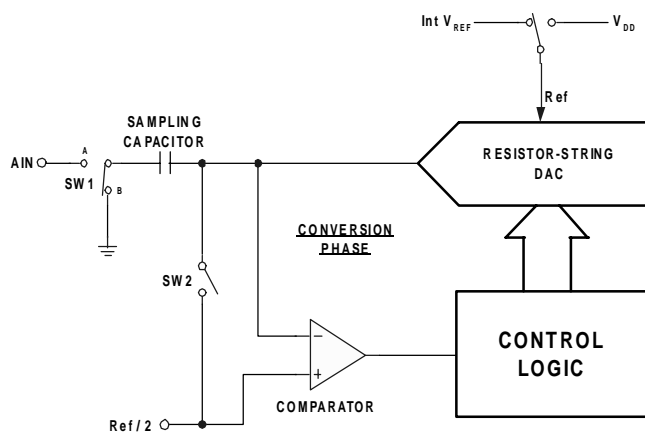 Int VREF
VDD
Ref
SAMPLING
CAPACITOR
RESISTOR-STRING
DAC
AIN
A
SW1
B
CONVERSION
PHASE
SW2
CONTROL
LOGIC
−
+
COMPARATOR
Ref/2